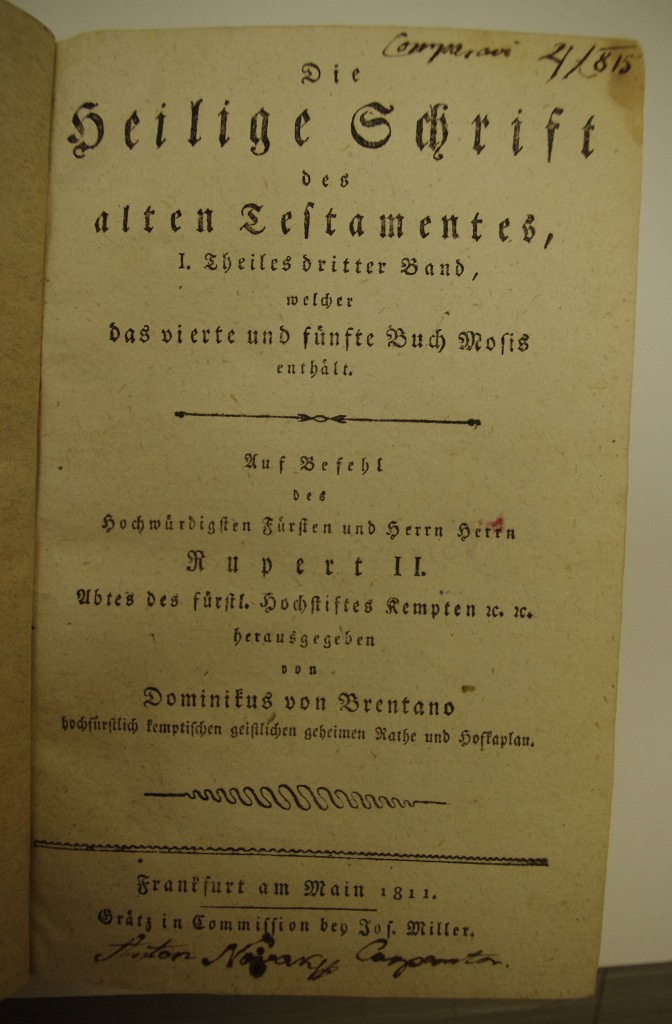 Comparavi 4/815
Die
Heilige Schrift
des
alten Teſtamentes,
I. Theiles dritter Band,
welcher
das vierte und fünfte Buch Moſis
enthält.
Auf Befehl
des
Hochwürdigſten Fürſten und Herrn Herrn
Rupert II.
Abtes des fürſtl. Hochſtiftes Kempten ꝛc. ꝛc.
herausgegeben
von
Dominikus von Brentano
hochfürſtlich kemptiſchen geiſtlichen geheimen Rathe und Hofkaplan.
Frankfurt am Main 1811.
Grätz in Commiſſion bey Joſ. Miller.
Anton